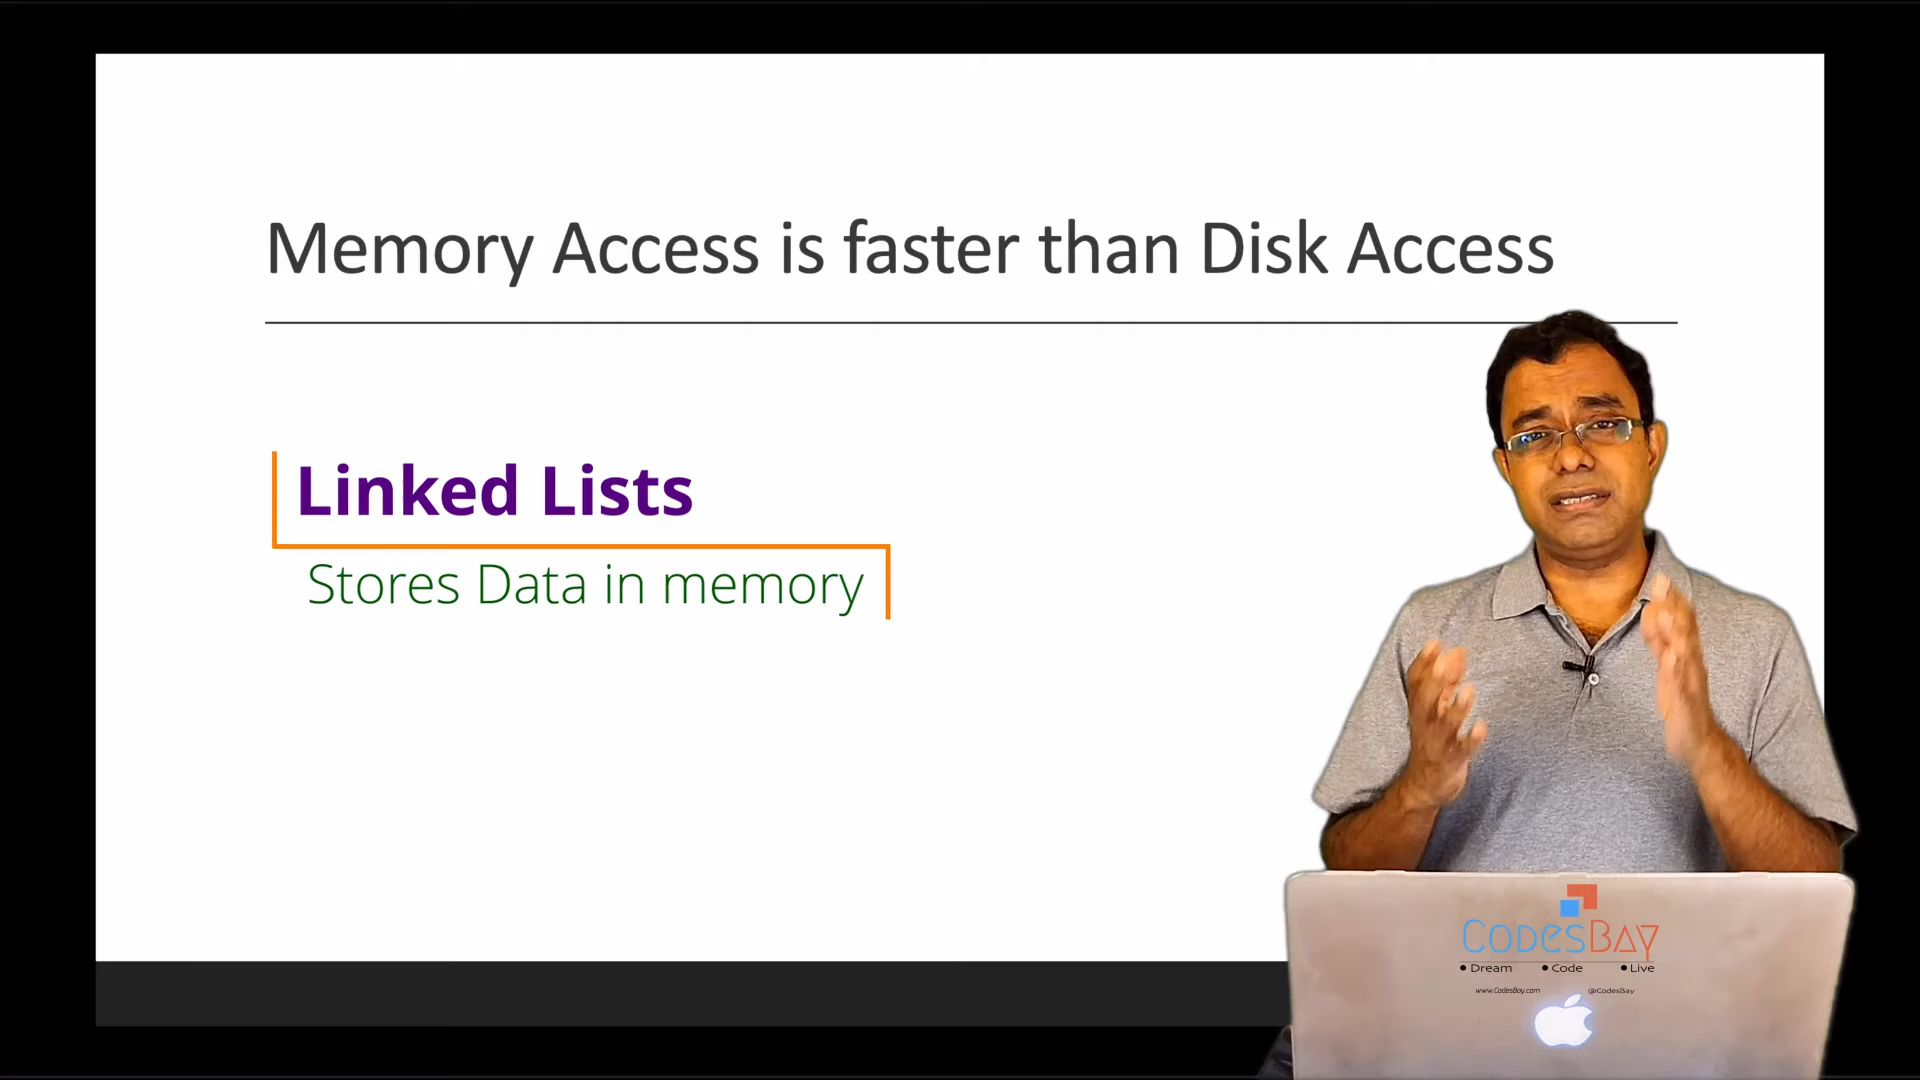 Memory Access is faster than Disk Access
Linked Lists
Stores Data in memory
CodesBay
• Dream • Code • Live
www.CodesBay.com @CodesBay